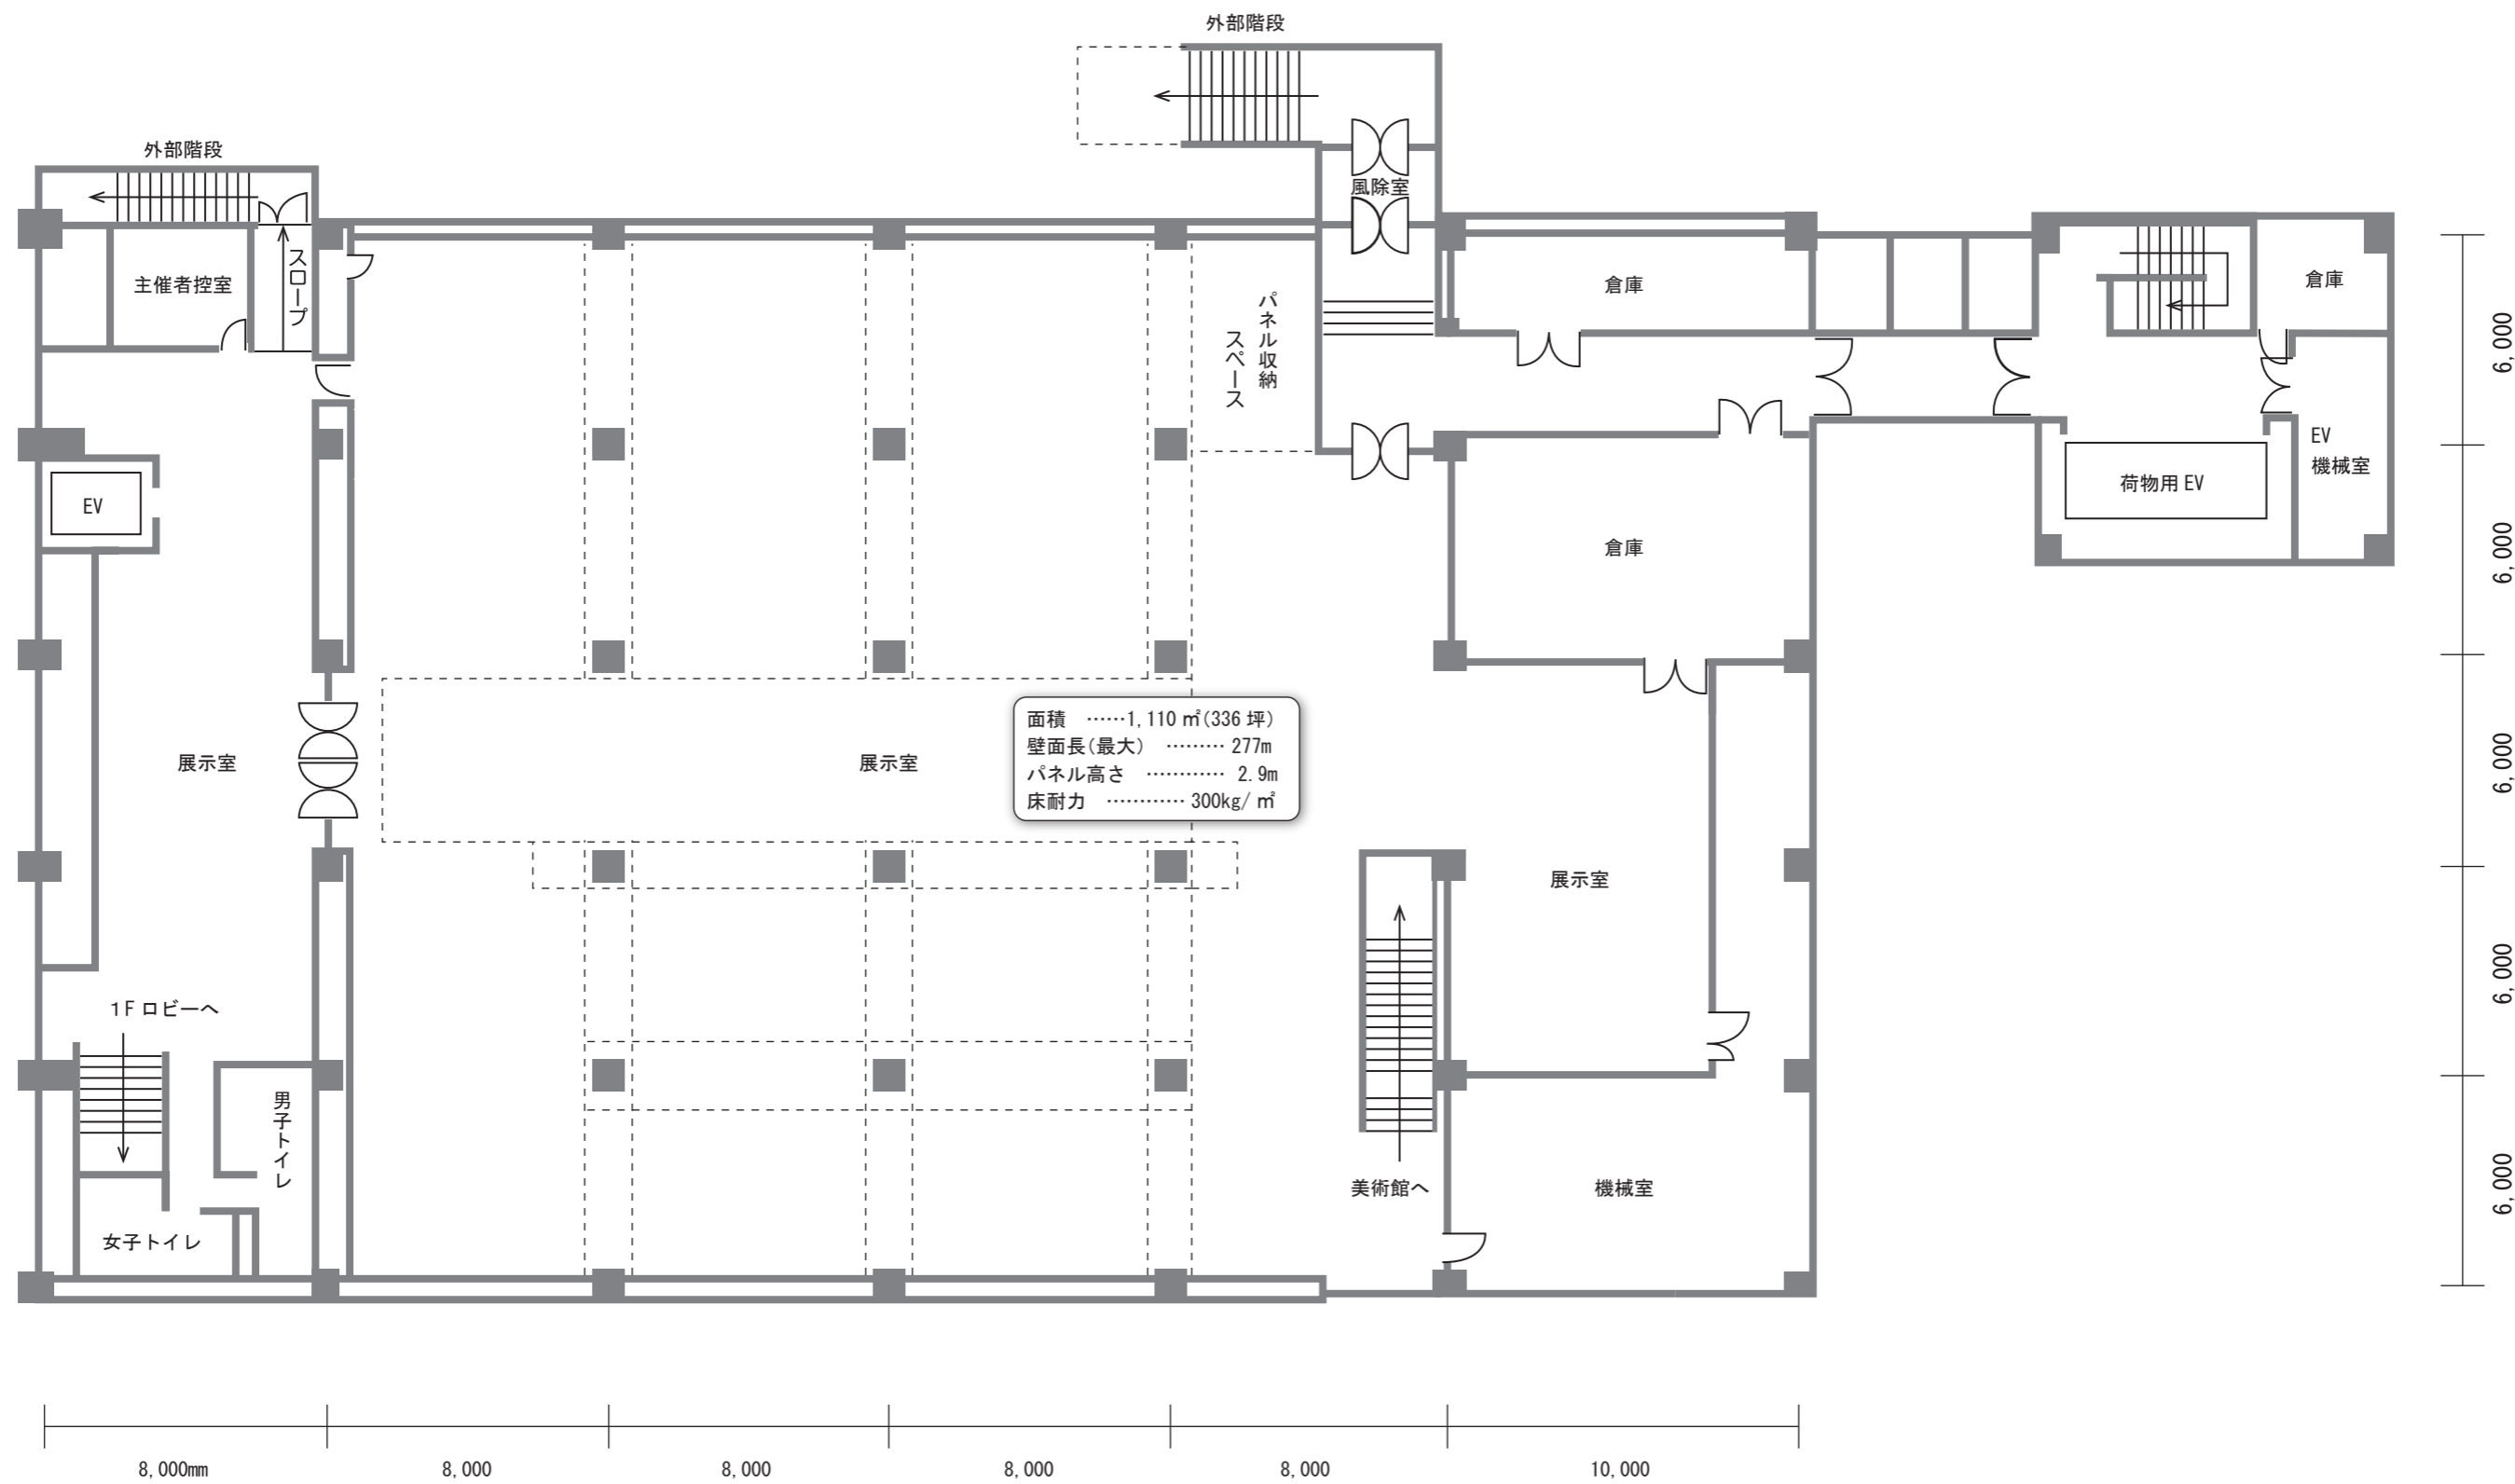 外部階段
外部階段
風除室
主催者控室
スロープ
パネル収納
スペース
倉庫
倉庫
EV
EV
機械室
荷物用 EV
倉庫
面積 ……1,110 ㎡(336 坪)
壁面長(最大) ……… 277m
パネル高さ ………… 2.9m
床耐力 ………… 300kg/ ㎡
展示室
展示室
展示室
1F ロビーへ
男子トイレ
女子トイレ
美術館へ
機械室
6,000
6,000
6,000
6,000
6,000
8,000mm
8,000
8,000
8,000
8,000
10,000